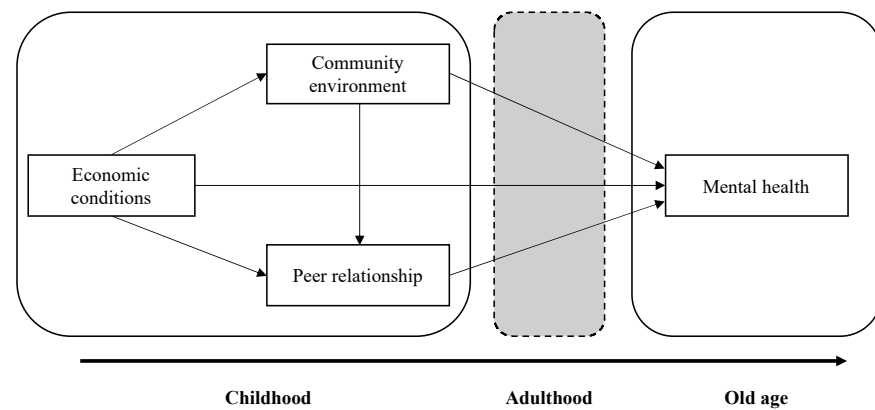 Community
environment
Economic
conditions
Mental health
Peer relationship
Childhood
Adulthood
Old age